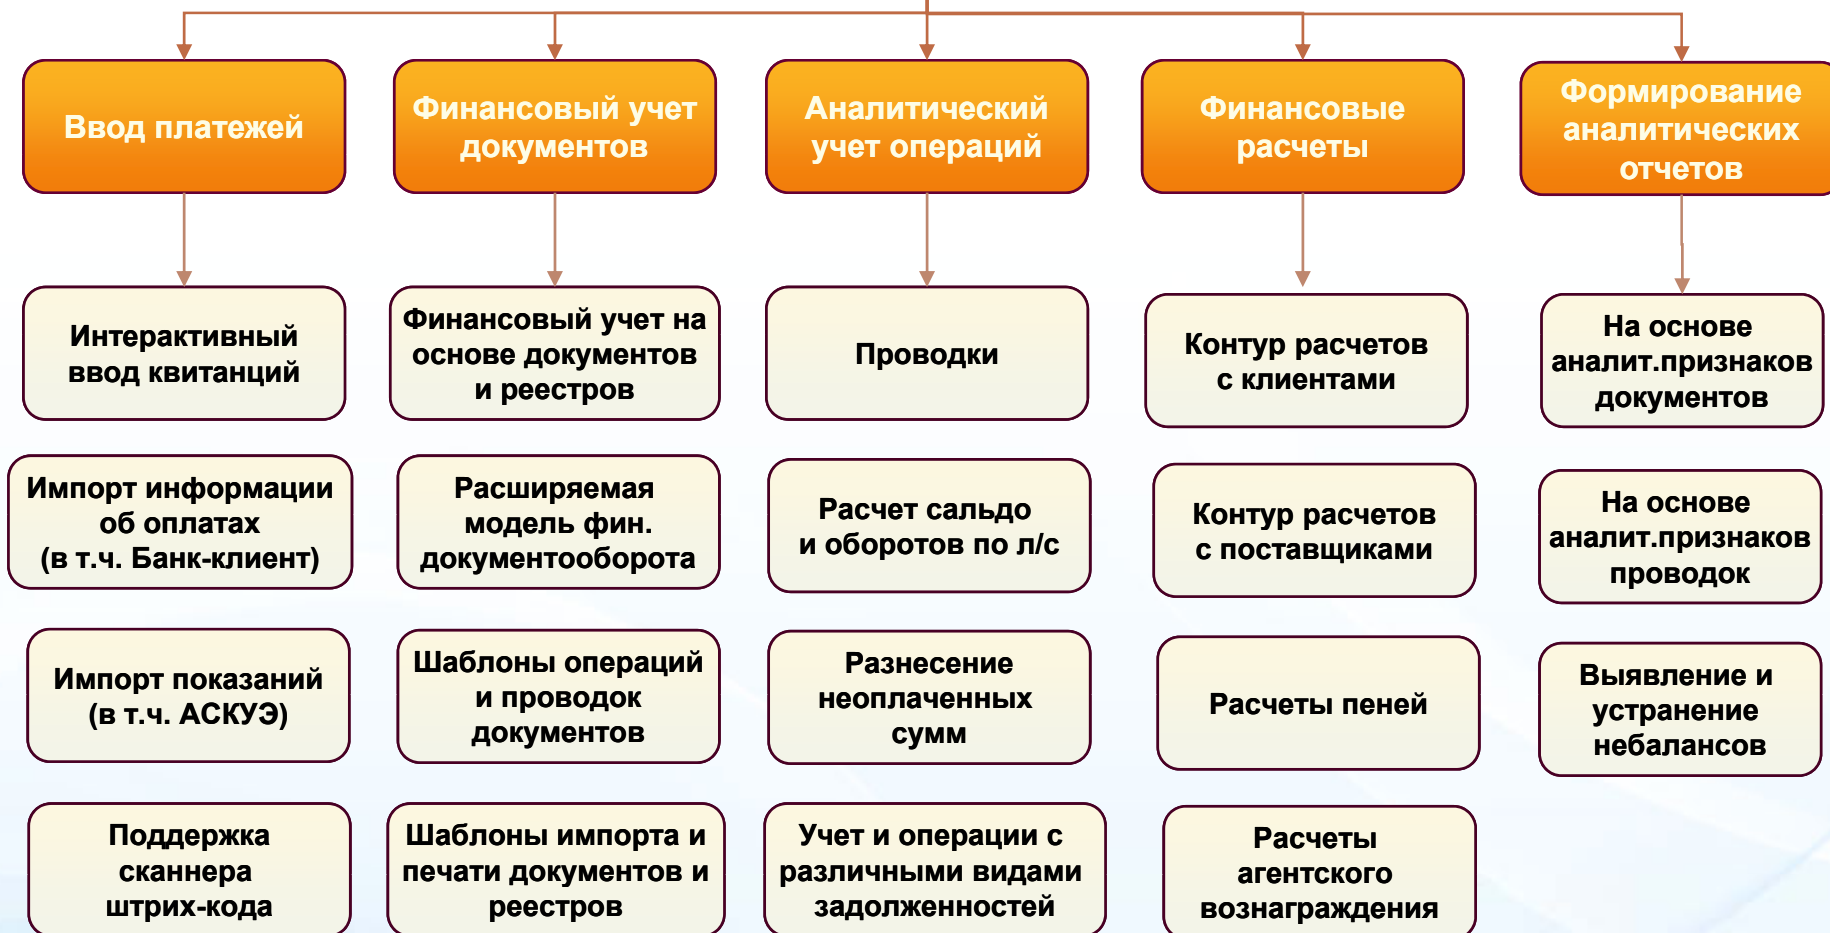 Ввод платежей
Финансовый учет
документов
Аналитический
учет операций
Финансовые
расчеты
Формирование
аналитических
отчетов
Интерактивный
ввод квитанций
Финансовый учет на
основе документов
и реестров
Проводки
Контур расчетов
с клиентами
На основе
аналит.признаков
документов
Импорт информации
об оплатах
(в т.ч. Банк-клиент)
Расширяемая
модель фин.
документооборота
Расчет сальдо
и оборотов по л/с
Контур расчетов
с поставщиками
На основе
аналит.признаков
проводок
Импорт показаний
(в т.ч. АСКУЭ)
Шаблоны операций
и проводок
документов
Разнесение
неоплаченных
сумм
Расчеты пеней
Выявление и
устранение
небалансов
Поддержка
сканнера
штрих-кода
Шаблоны импорта и
печати документов и
реестров
Учет и операции с
различными видами
задолженностей
Расчеты
агентского
вознаграждения